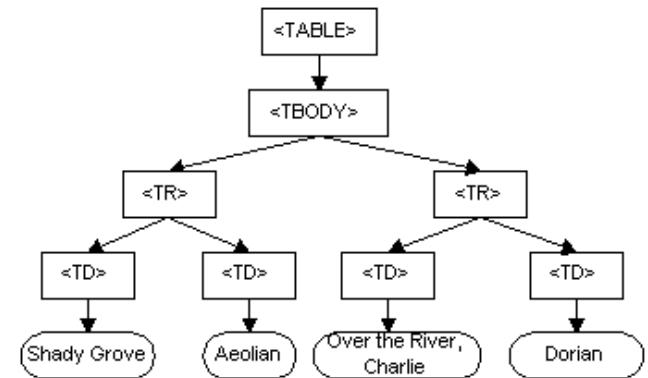 <TABLE>
<TBODY>
<TR>
<TR>
<TD>
<TD>
<TD>
<TD>
Shady Grove
Aeolian
Over the River,
Charlie
Dorian